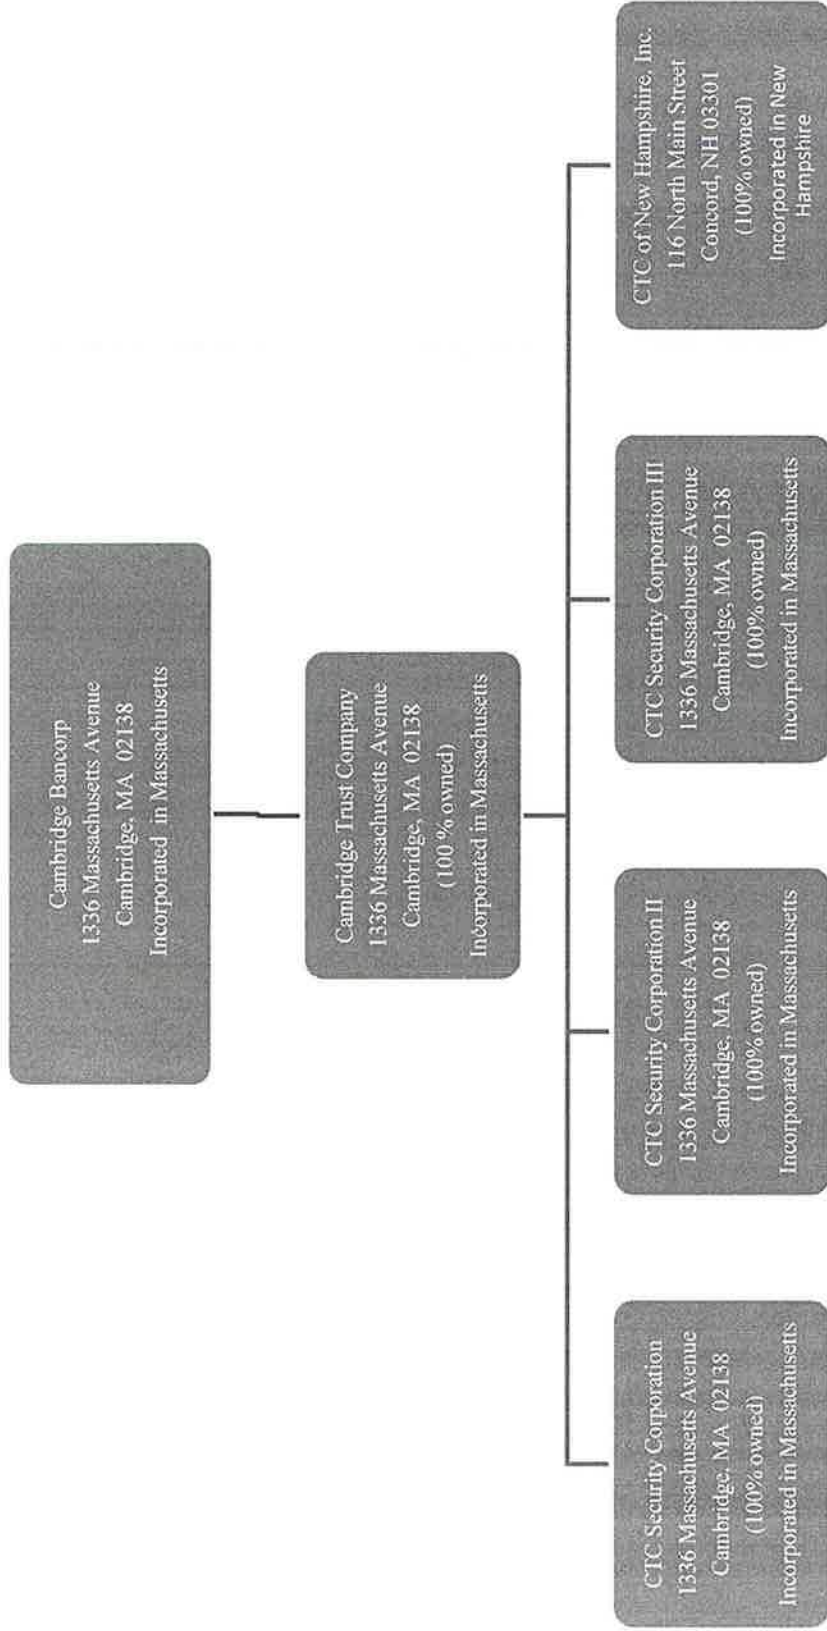 Cambridge Bancorp
1336 Massachusetts Avenue
Cambridge, MA 02138
Incorporated in Massachusetts
Cambridge Trust Company
1336 Massachusetts Avenue
Cambridge, MA 02138
(100 % owned)
Incorporated in Massachusetts
CTC Security Corporation
1336 Massachusetts Avenue
Cambridge, MA 02138
(100% owned)
Incorporated in Massachusetts
CTC Security Corporation II
1336 Massachusetts Avenue
Cambridge, MA 02138
(100% owned)
Incorporated in Massachusetts
CTC Security Corporation III
1336 Massachusetts Avenue
Cambridge, MA 02138
(100% owned)
Incorporated in Massachusetts
CTC of New Hampshire, Inc.
116 North Main Street
Concord, NH 03301
(100% owned)
Incorporated in New
Hampshire